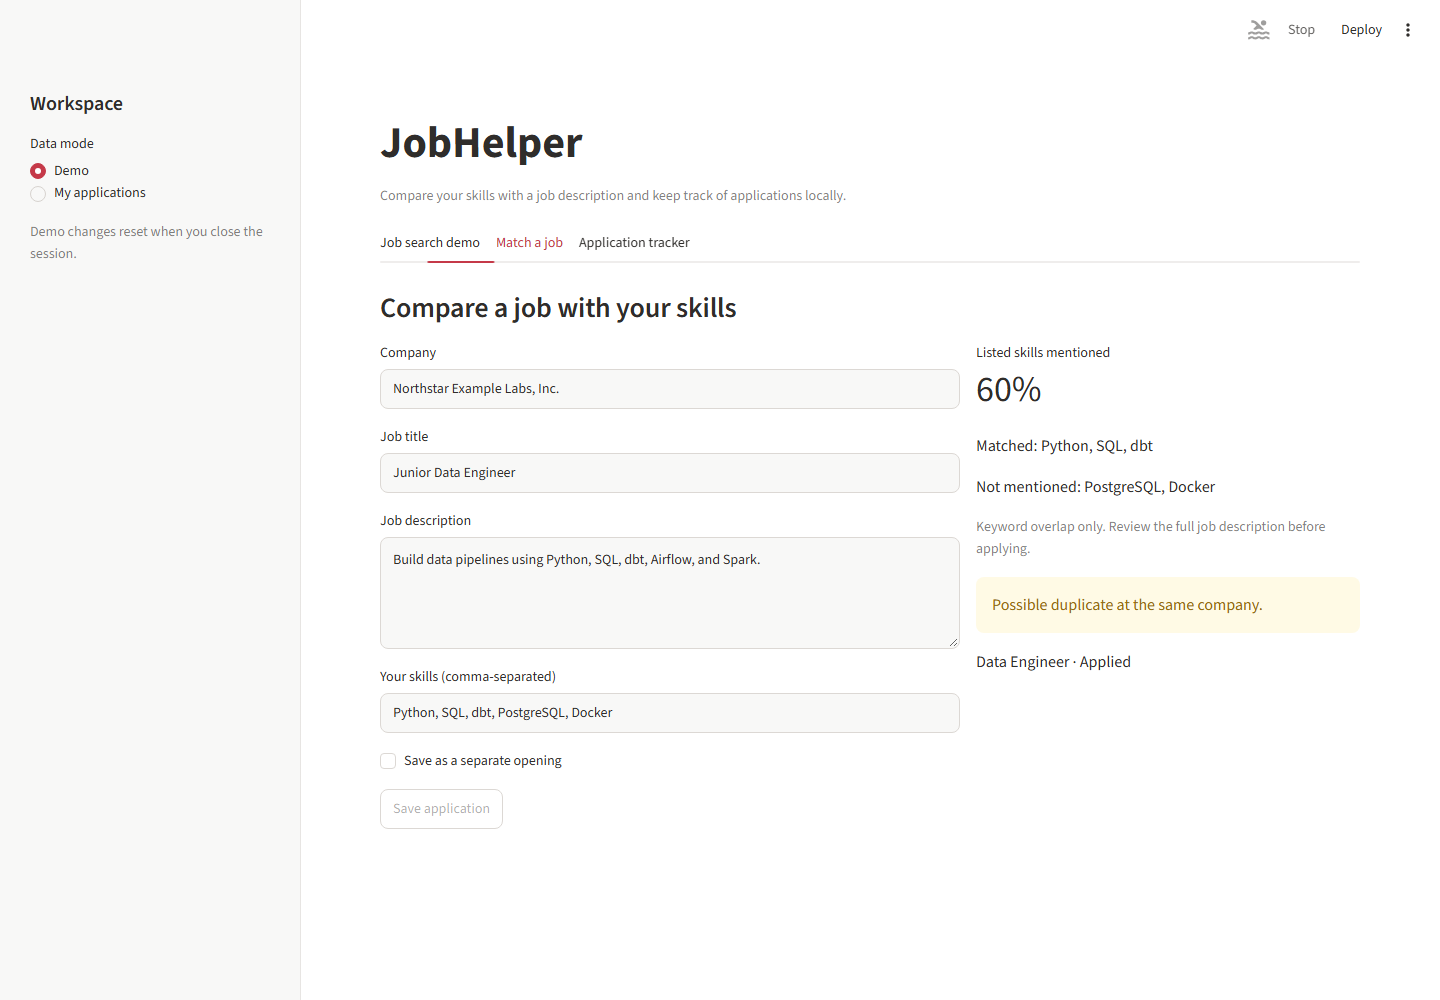 Stop
Deploy
Workspace
Data mode
Demo
My applications
Demo changes reset when you close the
session.
JobHelper
Compare your skills with a job description and keep track of applications locally.
Job search demo
Match a job
Application tracker
Compare a job with your skills
Company
Northstar Example Labs, Inc.
Job title
Junior Data Engineer
Job description
Build data pipelines using Python, SQL, dbt, Airflow, and Spark.
Your skills (comma-separated)
Python, SQL, dbt, PostgreSQL, Docker
Save as a separate opening
Save application
Listed skills mentioned
60%
Matched: Python, SQL, dbt
Not mentioned: PostgreSQL, Docker
Keyword overlap only. Review the full job description before
applying.
Possible duplicate at the same company.
Data Engineer · Applied